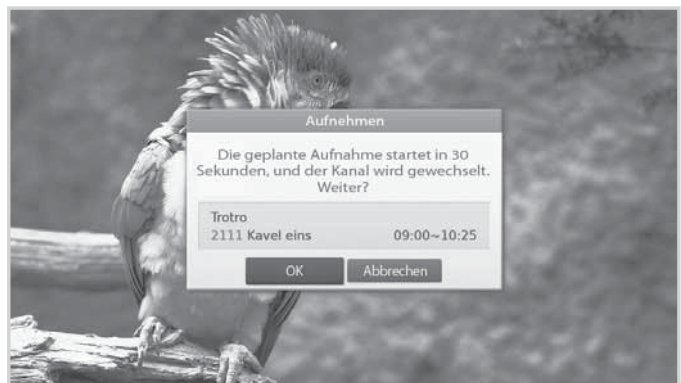 Aufnehmen
Die geplante Aufnahme startet in 30
Sekunden, und der Kanal wird gewechselt.
Weiter?
Trotro
2111 Kavel eins 09:00~10:25
OK Abbrechen